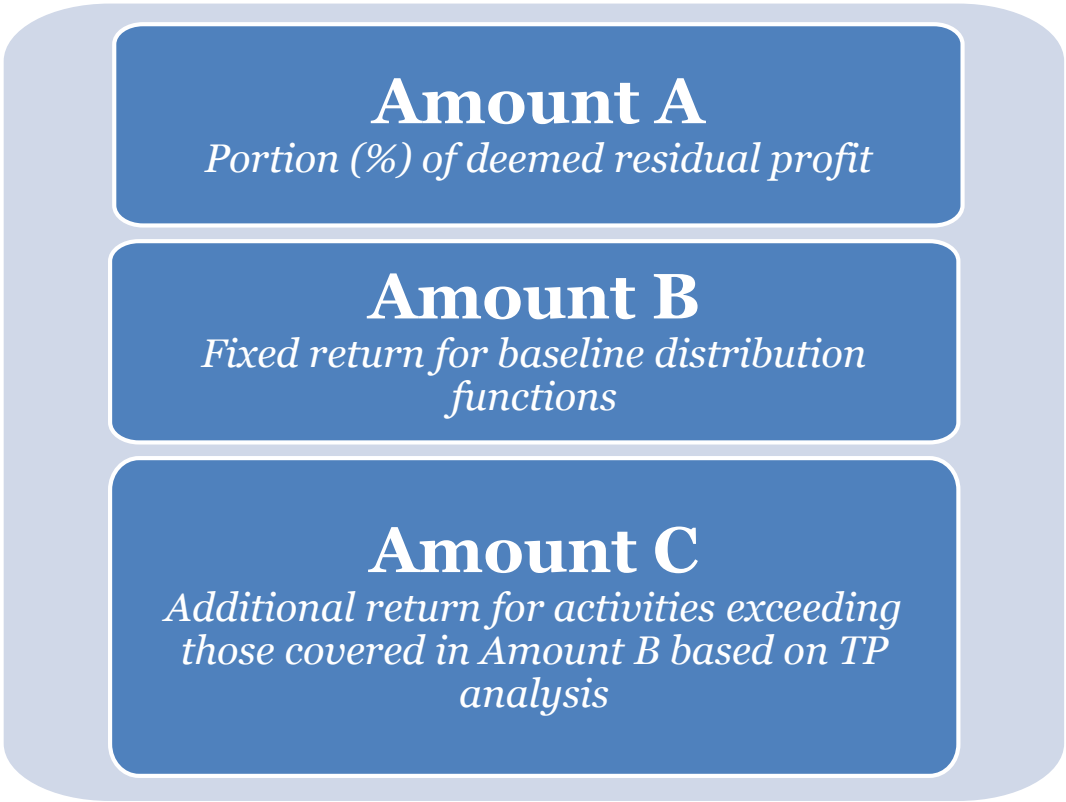 Amount A
Portion (%) of deemed residual profit
Amount B
Fixed return for baseline distribution
functions
Amount C
Additional return for activities exceeding
those covered in Amount B based on TP
analysis